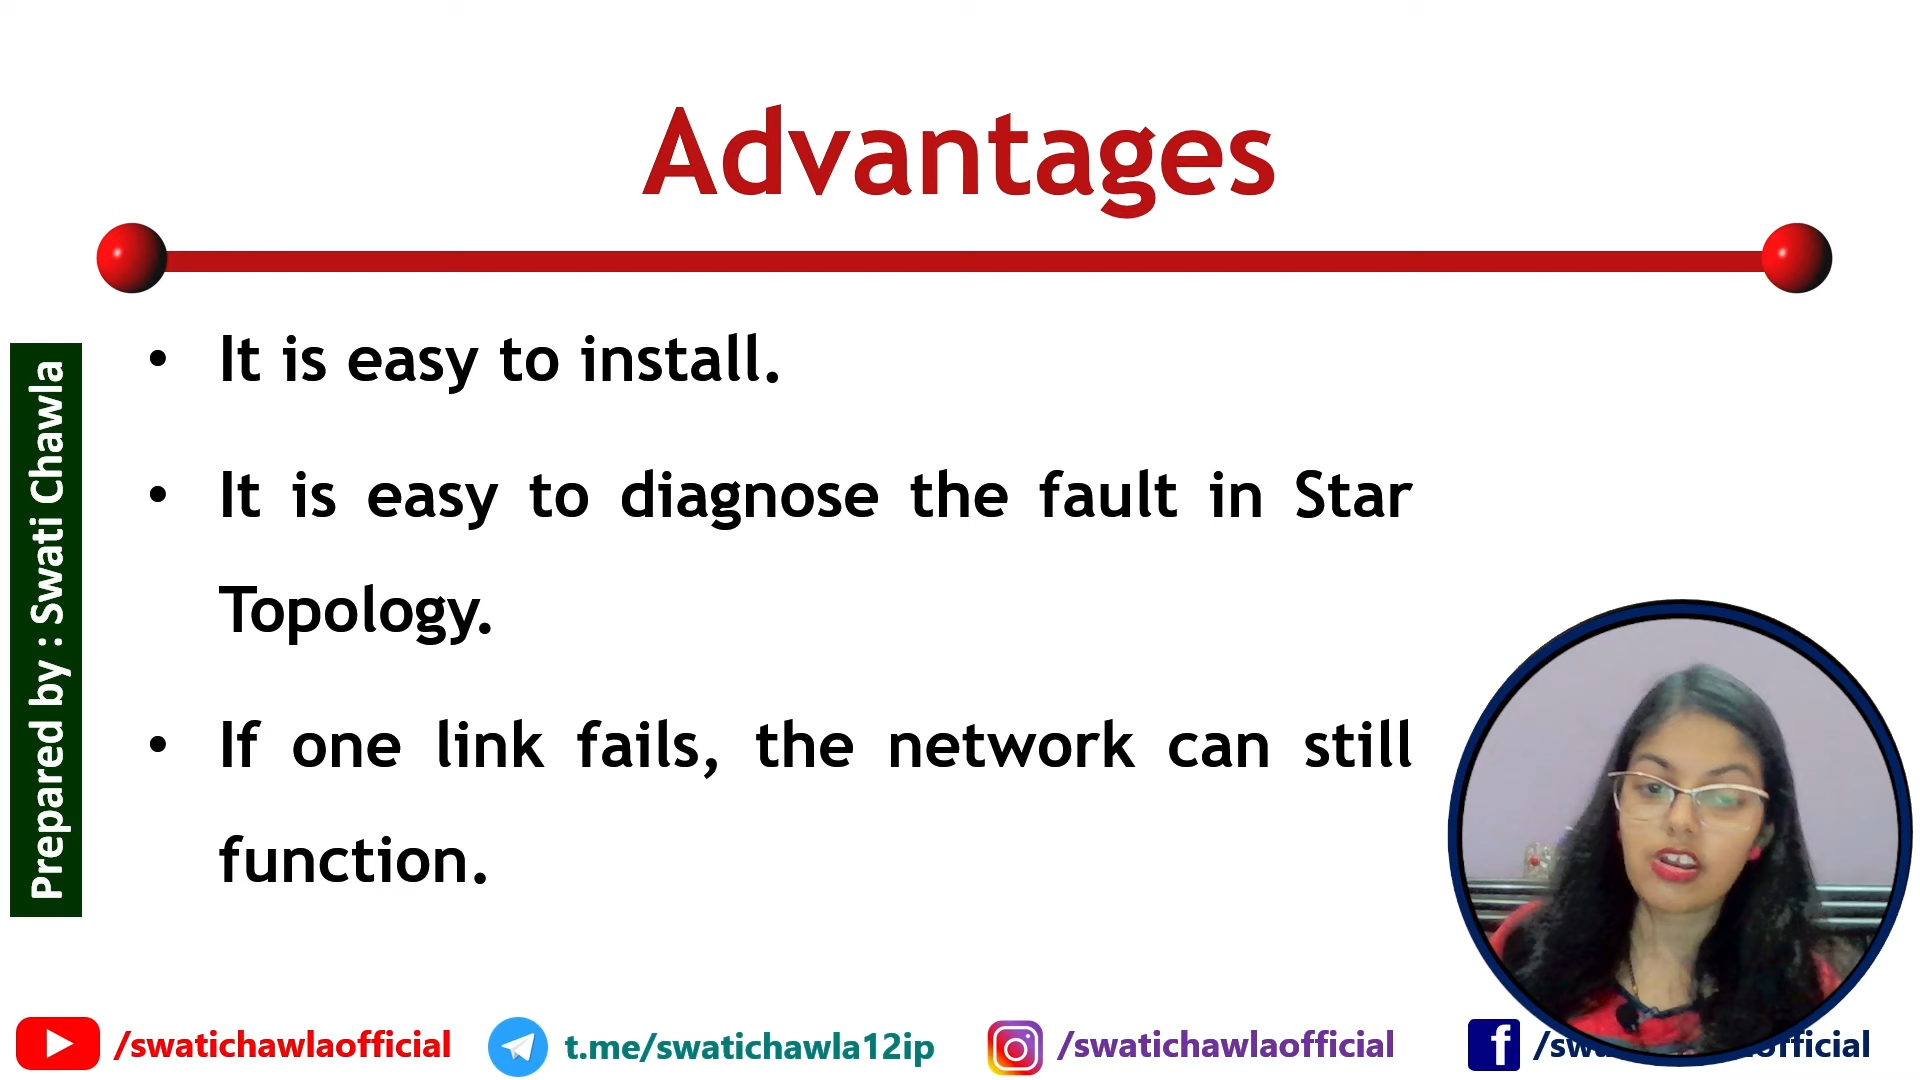 Advantages
• It is easy to install.
• It is easy to diagnose the fault in Star
Topology.
• If one link fails, the network can still
function.
Prepared by : Swati Chawla
/swatichawlaofficial
t.me/swatichawla12ip
/swatichawlaofficial